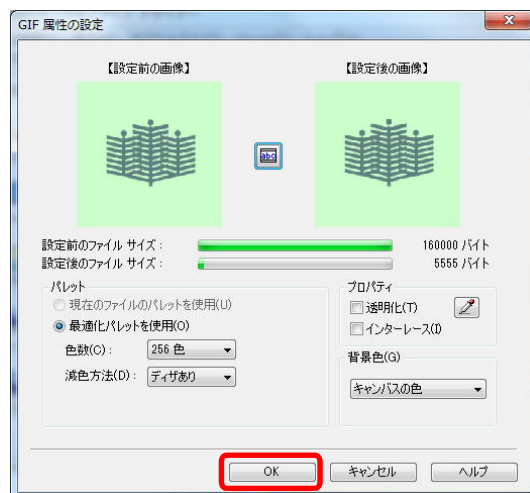 GIF 属性の設定
【設定前の画像】 【設定後の画像】
abc
設定前のファイル サイズ： 160000 バイト
設定後のファイル サイズ： 5555 バイト
パレット
現在のファイルのパレットを使用(U)
最適化パレットを使用(O)
色数(C)： 256 色
減色方法(D)： ディザあり
プロパティ
透明化(T)
インターレース(I)
背景色(G)
キャンバスの色
OK キャンセル ヘルプ